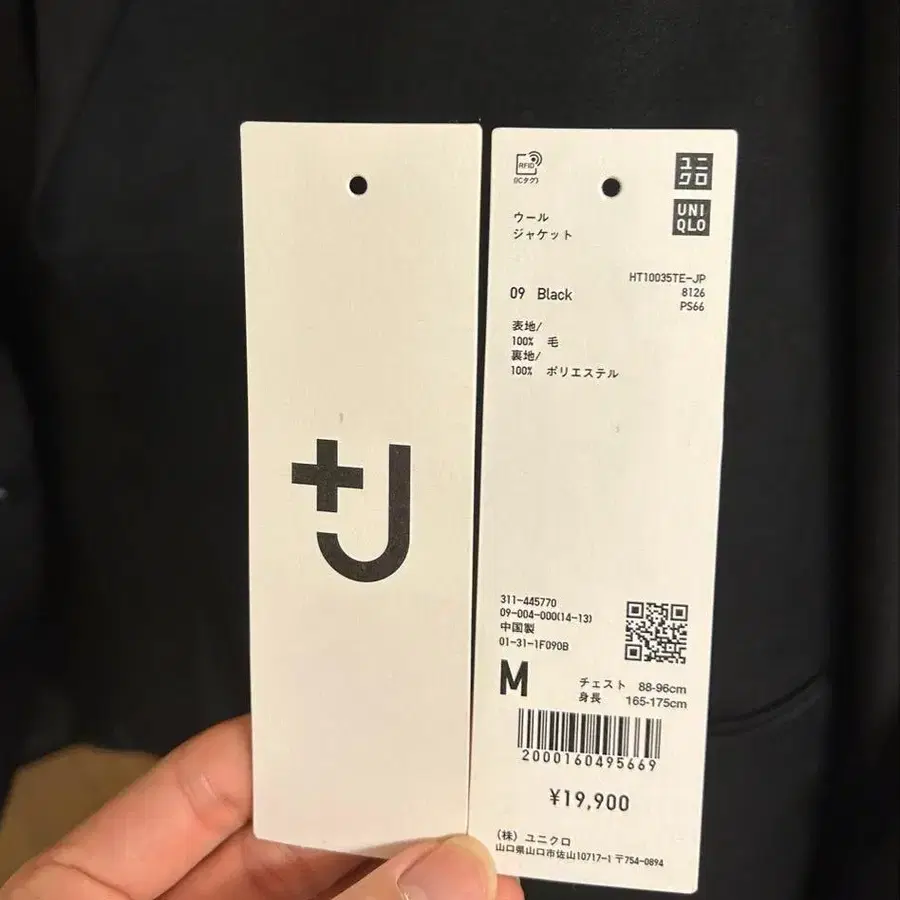 +J
RFID
(ICタグ)
ユニ
クロ
UNI
QLO
ウール
ジャケット
HT10035TE-JP
09 Black
8126
PS66
表地/
100% 毛
裏地/
100% ポリエステル
311-445770
09-004-000(14-13)
中国製
01-31-1F090B
M
チェスト 88-96cm
身長 165-175cm
2000160495669
¥19,900
(株) ユニクロ
山口県山口市佐山10717-1 〒754-0894